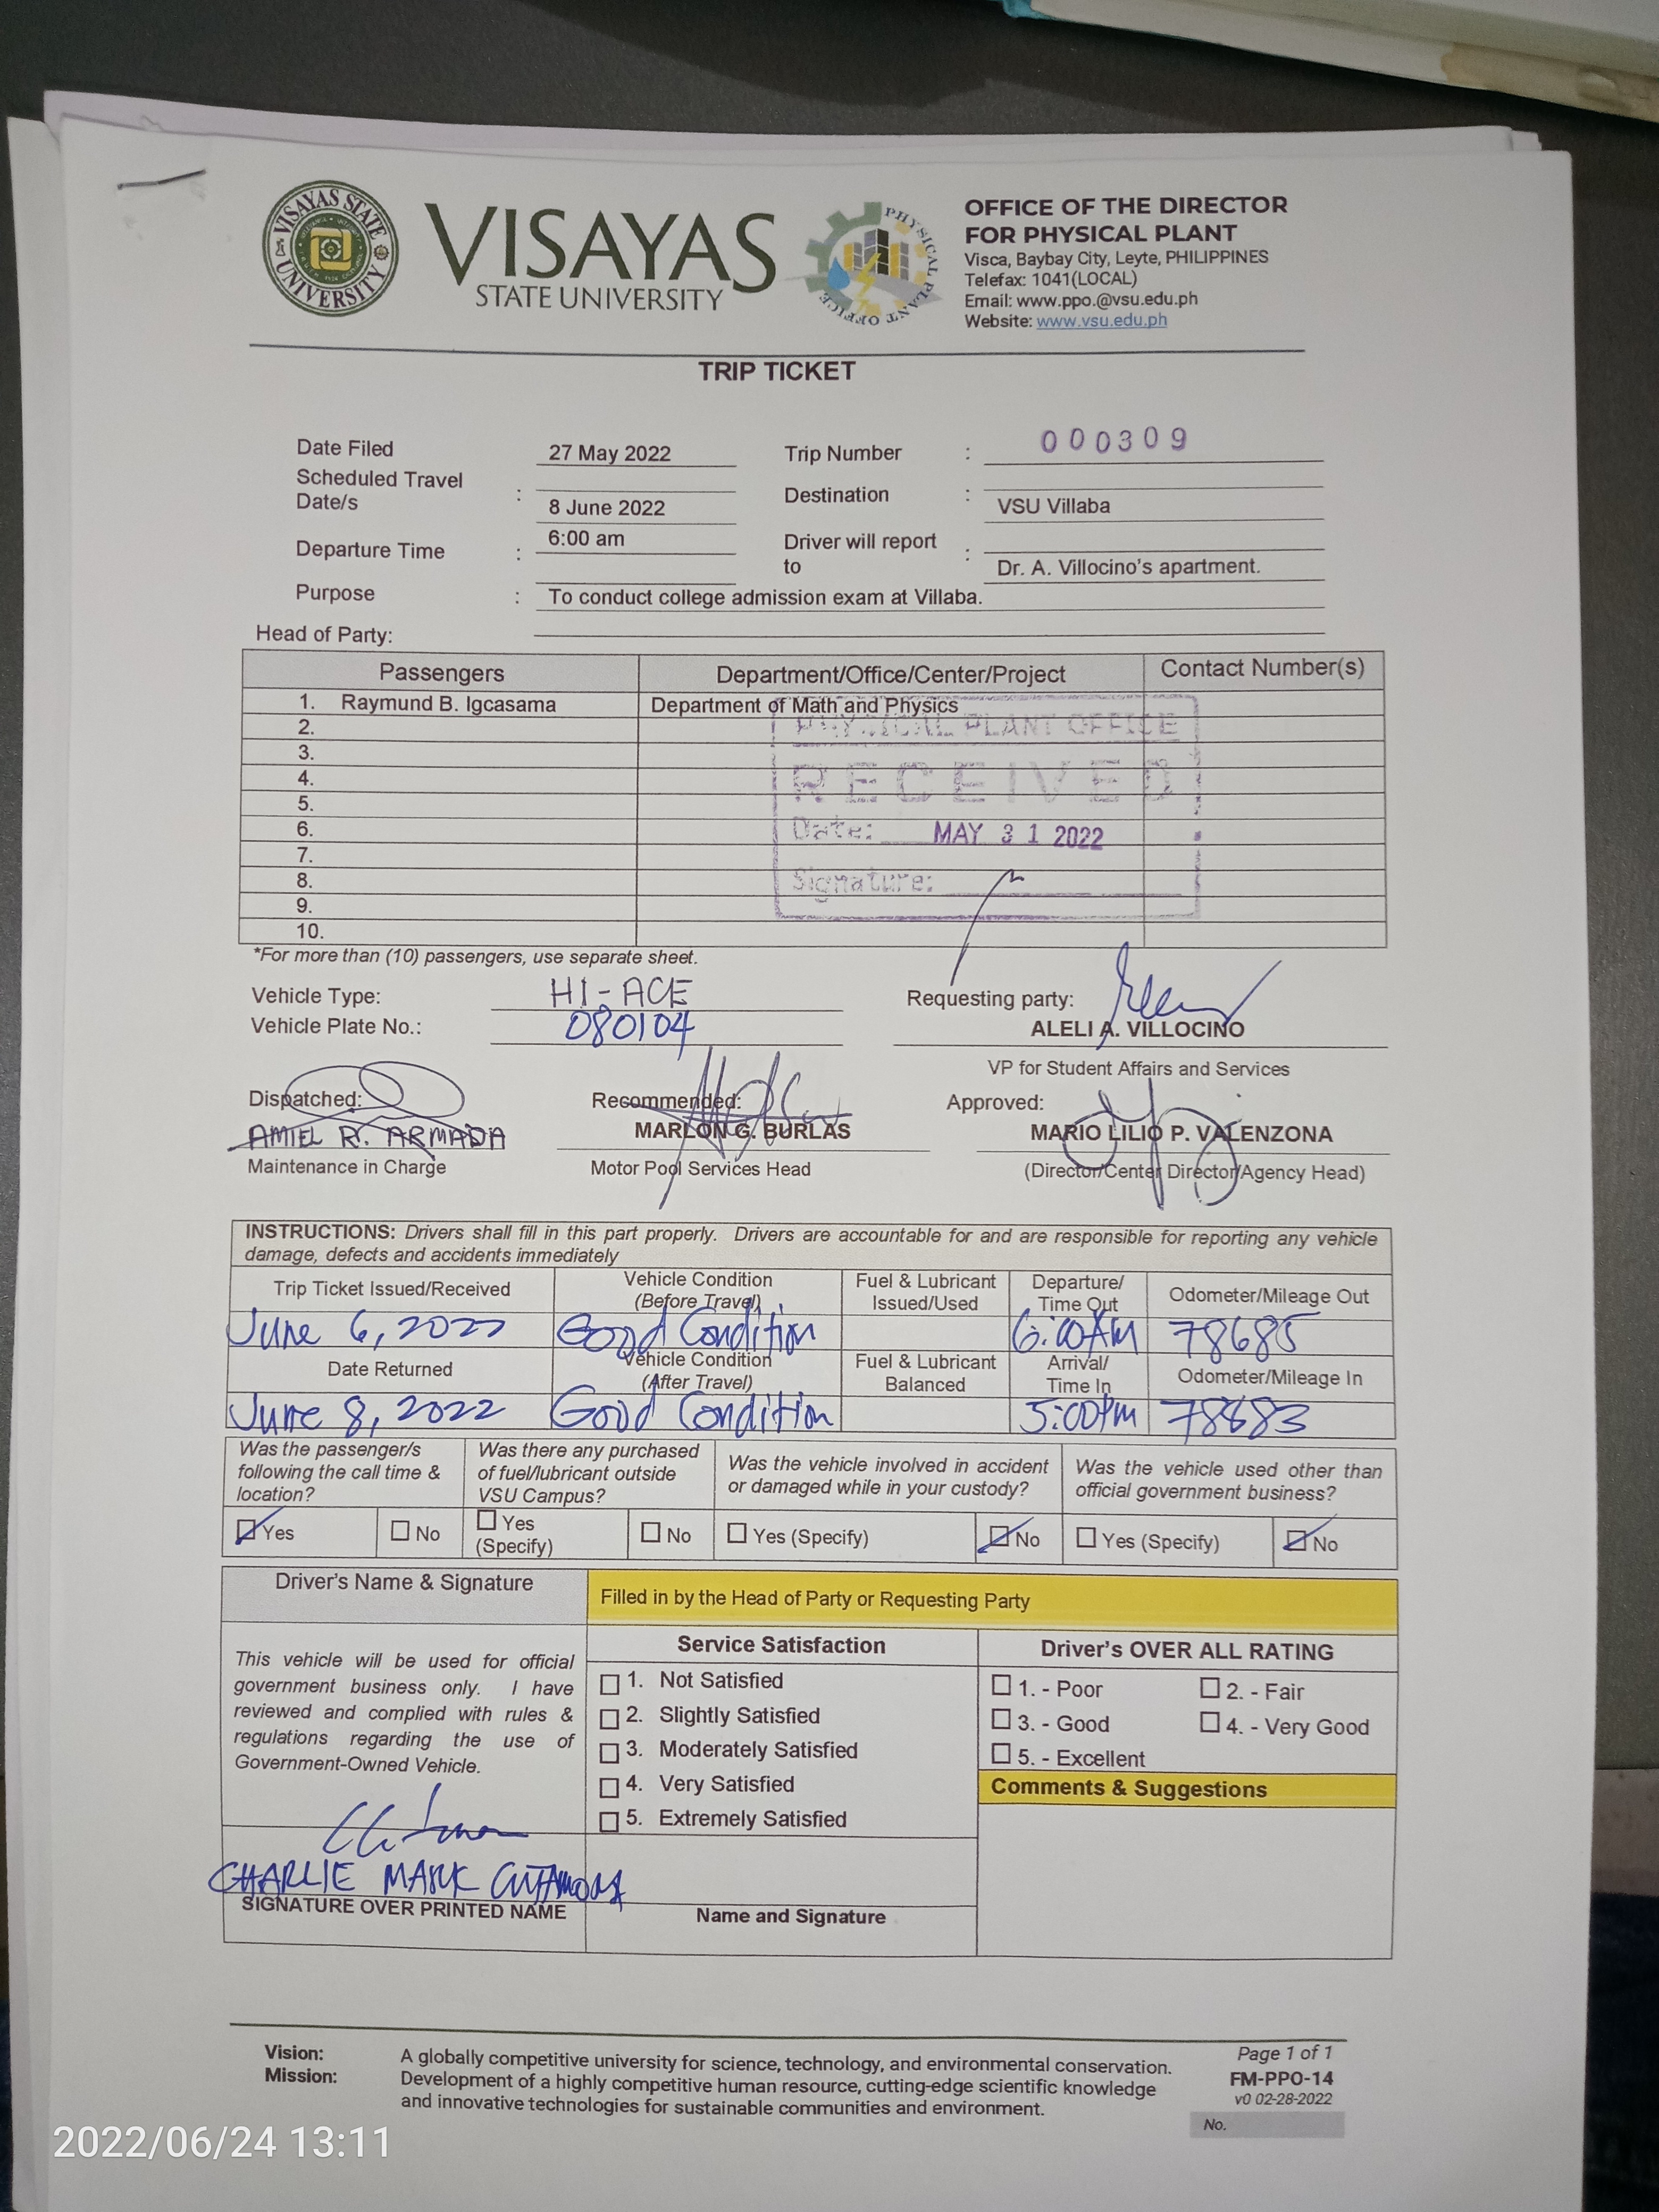 VISAYAS STATE UNIVERSITY
VISAYAS
STATE UNIVERSITY
PHYSICAL PLANT OFFICE
OFFICE OF THE DIRECTOR
FOR PHYSICAL PLANT
Visca, Baybay City, Leyte, PHILIPPINES
Telefax: 1041(LOCAL)
Email: www.ppo.@vsu.edu.ph
Website: www.vsu.edu.ph
TRIP TICKET
Date Filed 27 May 2022 Trip Number : 000309
Scheduled Travel Date/s : 8 June 2022 Destination : VSU Villaba
Departure Time : 6:00 am Driver will report to : Dr. A. Villocino's apartment.
Purpose : To conduct college admission exam at Villaba.
Head of Party:
Passengers Department/Office/Center/Project Contact Number(s)
1. Raymund B. Igcasama Department of Math and Physics
2.
3.
4.
5.
6.
7.
8.
9.
10.
PHYSICAL PLANT OFFICE
RECEIVED
Date: MAY 31 2022
Signature:
*For more than (10) passengers, use separate sheet.
Vehicle Type: HI-ACE
Vehicle Plate No.: 080104
Requesting party:
ALELI A. VILLOCINO
VP for Student Affairs and Services
Dispatched: Recommended: Approved:
AMIEL R. ARMADA MARLON G. BURLAS MARIO LILIO P. VALENZONA
Maintenance in Charge Motor Pool Services Head (Director/Center Director/Agency Head)
INSTRUCTIONS: Drivers shall fill in this part properly. Drivers are accountable for and are responsible for reporting any vehicle
damage, defects and accidents immediately
Trip Ticket Issued/Received Vehicle Condition (Before Travel) Fuel & Lubricant Issued/Used Departure/ Time Out Odometer/Mileage Out
June 6, 2022 Good Condition 6:00AM 78685
Date Returned Vehicle Condition (After Travel) Fuel & Lubricant Balanced Arrival/ Time In Odometer/Mileage In
June 8, 2022 Good Condition 5:00pm
Was the passenger/s following the call time & location? Was there any purchased of fuel/lubricant outside VSU Campus? Was the vehicle involved in accident or damaged while in your custody? Was the vehicle used other than official government business?
Yes No Yes (Specify) No Yes (Specify) No Yes (Specify) No
Driver's Name & Signature Filled in by the Head of Party or Requesting Party
Service Satisfaction Driver's OVER ALL RATING
This vehicle will be used for official
government business only. I have
reviewed and complied with rules &
regulations regarding the use of
Government-Owned Vehicle.
1. Not Satisfied
2. Slightly Satisfied
3. Moderately Satisfied
4. Very Satisfied
5. Extremely Satisfied
1. - Poor 2. - Fair
3. - Good 4. - Very Good
5. - Excellent
Comments & Suggestions
CHARLIE MARK
SIGNATURE OVER PRINTED NAME Name and Signature
Vision: A globally competitive university for science, technology, and environmental conservation.
Mission: Development of a highly competitive human resource, cutting-edge scientific knowledge
and innovative technologies for sustainable communities and environment.
Page 1 of 1
FM-PPO-14
v0 02-28-2022
No.
2022/06/24 13:11